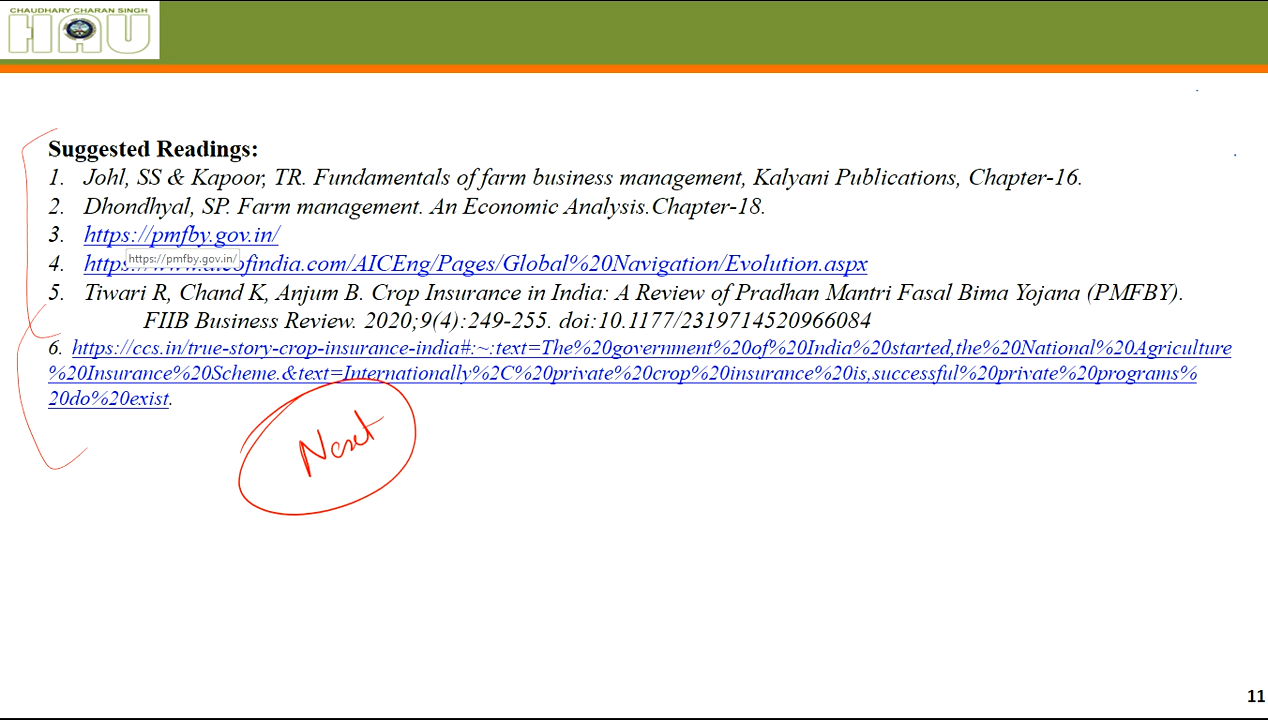 CHAUDHARY CHARAN SINGH
HAU
Suggested Readings:
1. Johl, SS & Kapoor, TR. Fundamentals of farm business management, Kalyani Publications, Chapter-16.
2. Dhondhyal, SP. Farm management. An Economic Analysis.Chapter-18.
3. https://pmfby.gov.in/
https://pmfby.gov.in/
4. https://www.aicofindia.com/AICEng/Pages/Global%20Navigation/Evolution.aspx
5. Tiwari R, Chand K, Anjum B. Crop Insurance in India: A Review of Pradhan Mantri Fasal Bima Yojana (PMFBY).
FIIB Business Review. 2020;9(4):249-255. doi:10.1177/2319714520966084
6. https://ccs.in/true-story-crop-insurance-india#:~:text=The%20government%20of%20India%20started,the%20National%20Agriculture
%20Insurance%20Scheme.&text=Internationally%2C%20private%20crop%20insurance%20is,successful%20private%20programs%
20do%20exist.
Next
11